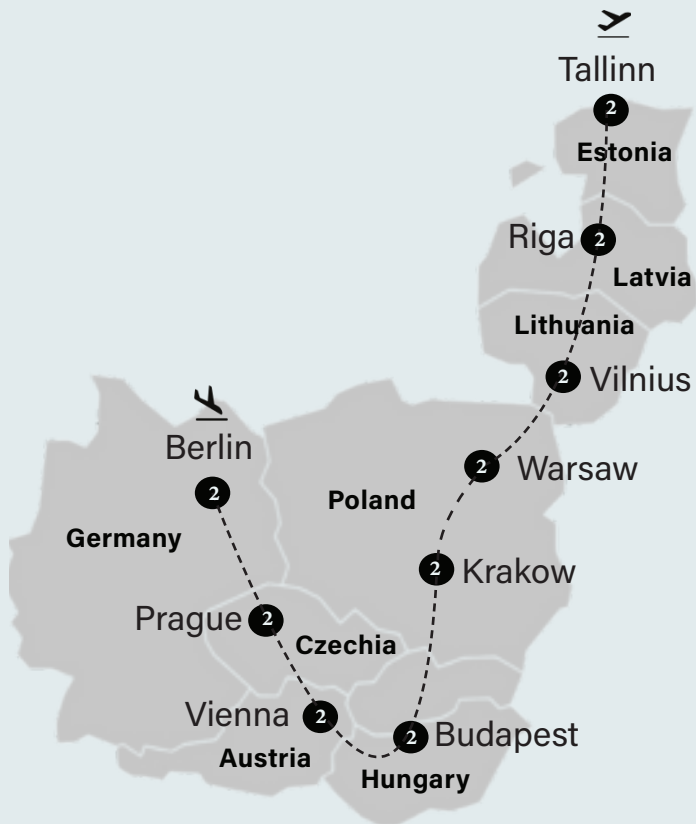 Tallinn
2
Estonia
Riga
2
Latvia
Lithuania
2
Vilnius
Berlin
2
2
Warsaw
Poland
Germany
2
Krakow
Prague
2
Czechia
Vienna
2
2
Budapest
Austria
Hungary